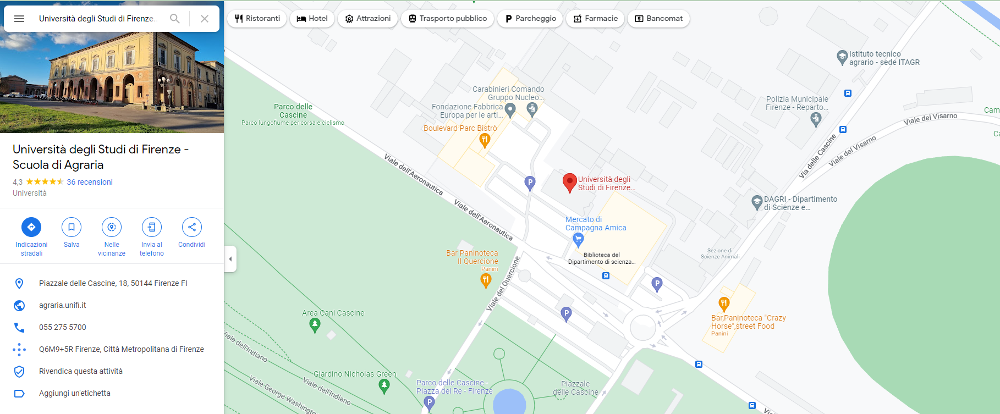 Università degli Studi di Firenze...
Ristoranti
Hotel
Attrazioni
Trasporto pubblico
Parcheggio
Farmacie
Bancomat
Università degli Studi di Firenze -
Scuola di Agraria
4,3
36 recensioni
Università
Indicazioni
stradali
Salva
Nelle
vicinanze
Invia al
telefono
Condividi
Piazzale delle Cascine, 18, 50144 Firenze FI
agraria.unifi.it
055 275 5700
Q6M9+5R Firenze, Città Metropolitana di Firenze
Rivendica questa attività
Aggiungi un'etichetta
Istituto tecnico
agrario - sede ITAGR
Carabinieri Comando
Gruppo Nucleo...
Fondazione Fabbrica
Europa per le arti...
Boulevard Parc Bistrò
Parco delle
Cascine
Parco lungofiume per corsa e ciclismo
Polizia Municipale
Firenze - Reparto...
Viale del Visarno
Cam
Ca
Viale del Visarno
Via delle Cascine
Viale dell'Aeronautica
P
Università degli
Studi di Firenze...
Viale dell'Aeronautica
DAGRI - Dipartimento
di Scienze e...
Mercato di
Campagna Amica
Biblioteca del
Dipartimento di scienza...
Sezione di
Scienze Animali
Bar Paninoteca
Il Quercione
Panini
Viale del Quercione
P
P
Area Cani Cascine
Bar,Paninoteca "Crazy
Horse",street Food
Panini
Viale dell'Indiano
Giardino Nicholas Green
Viale dell'Indiano
Viale George Washington
Parco delle Cascine -
Piazza dei Re - Firenze
P
Piazzale
delle Cascine
Via